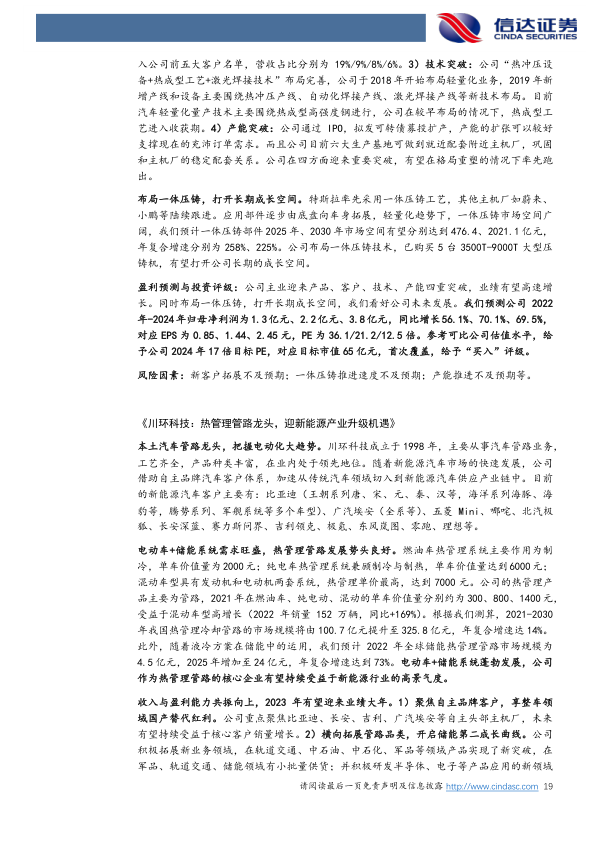 信达证券
CINDA SECURITIES
入公司前五大客户名单，营收占比分别为 19%/9%/8%/6%。3）技术突破：公司“热冲压设
备+热成型工艺+激光焊接技术”布局完善，公司于2018年开始布局轻量化业务，2019年新
增产线和设备主要围绕热冲压产线、自动化焊接产线、激光焊接产线等新技术布局。目前
汽车轻量化量产技术主要围绕热成型高强度钢进行，公司在较早布局的情况下，热成型工
艺进入收获期。4）产能突破：公司通过 IPO，拟发可转债募投扩产，产能的扩张可以较好
支撑现在的充沛订单需求。而且公司目前六大生产基地可做到就近配套附近主机厂，巩固
和主机厂的稳定配套关系。公司在四方面迎来重要突破，有望在格局重塑的情况下率先跑
出。
布局一体压铸，打开长期成长空间。特斯拉率先采用一体压铸工艺，其他主机厂如蔚来、
小鹏等陆续跟进。应用部件逐步由底盘向车身拓展，轻量化趋势下，一体压铸市场空间广
阔，我们预计一体压铸部件2025年、2030年市场空间有望分别达到476.4、2021.1亿元，
年复合增速分别为 258%、225%。公司布局一体压铸技术，已购买 5 台 3500T-9000T 大型压
铸机，有望打开公司长期的成长空间。
盈利预测与投资评级：公司主业迎来产品、客户、技术、产能四重突破，业绩有望高速增
长。同时布局一体压铸，打开长期成长空间，我们看好公司未来发展。我们预测公司 2022
年-2024年归母净利润为1.3亿元、2.2亿元、3.8亿元，同比增长56.1%、70.1%、69.5%，
对应 EPS 为 0.85、1.44、2.45 元，PE 为 36.1/21.2/12.5 倍。参考可比公司估值水平，给
予公司 2024 年 17 倍目标 PE，对应目标市值 65 亿元，首次覆盖，给予“买入”评级。
风险因素：新客户拓展不及预期；一体压铸推进速度不及预期；产能推进不及预期等。
《川环科技：热管理管路龙头，迎新能源产业升级机遇》
本土汽车管路龙头，把握电动化大趋势。川环科技成立于1998年，主要从事汽车管路业务，
工艺齐全，产品种类丰富，在业内处于领先地位。随着新能源汽车市场的快速发展，公司
借助自主品牌汽车客户体系，加速从传统汽车领域切入到新能源汽车供应产业链中。目前
的新能源汽车客户主要有：比亚迪（王朝系列唐、宋、元、秦、汉等，海洋系列海豚、海
豹等，腾势系列、军舰系统等多个车型）、广汽埃安（全系等）、五菱 Mini、哪吒、北汽极
狐、长安深蓝、赛力斯问界、吉利领克、极氪、东风岚图、零跑、理想等。
电动车+储能系统需求旺盛，热管理管路发展势头良好。燃油车热管理系统主要作用为制
冷，单车价值量为2000元；纯电车热管理系统兼顾制冷与制热，单车价值量达到6000元；
混动车型具有发动机和电动机两套系统，热管理单价最高，达到 7000 元。公司的热管理产
品主要为管路，2021 年在燃油车、纯电动、混动的单车价值量分别约为 300、800、1400 元，
受益于混动车型高增长（2022 年销量 152 万辆，同比+169%）。根据我们测算，2021-2030
年我国热管理冷却管路的市场规模将由 100.7 亿元提升至 325.8 亿元，年复合增速达 14%。
此外，随着液冷方案在储能中的运用，我们预计 2022 年全球储能热管理管路市场规模为
4.5 亿元，2025 年增加至 24 亿元，年复合增速达到 73%。电动车+储能系统蓬勃发展，公司
作为热管理管路的核心企业有望持续受益于新能源行业的高景气度。
收入与盈利能力共振向上，2023 年有望迎来业绩大年。1）聚焦自主品牌客户，享整车领
域国产替代红利。公司重点聚焦比亚迪、长安、吉利、广汽埃安等自主头部主机厂，未来
有望持续受益于核心客户销量增长。2）横向拓展管路品类，开启储能第二成长曲线。公司
积极拓展新业务领域，在轨道交通、中石油、中石化、军品等领域产品实现了新突破，在
军品、轨道交通、储能领域有小批量供货；并积极研发半导体、电子等产品应用的新领域
请阅读最后一页免责声明及信息披露 http://www.cindasc.com 19